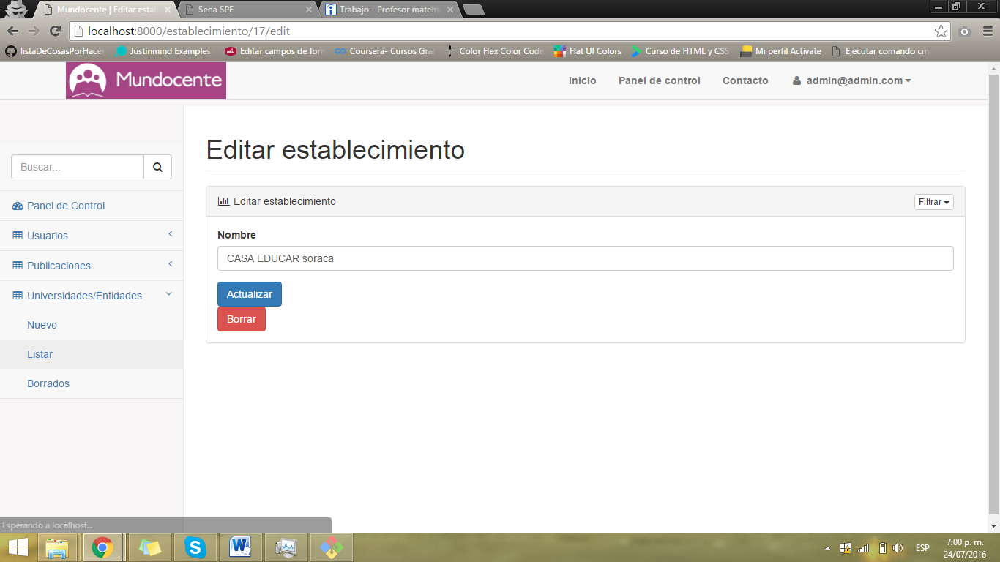 Mundocente | Editar esta
Sena SPE
Trabajo - Profesor matem
localhost:8000/establecimiento/17/edit
listaDeCosasPorHacer
Justinmind Examples
Editar campos de form
Coursera- Cursos Grat
Color Hex Color Code
Flat UI Colors
Curso de HTML y CSS
Mi perfil Actívate
Ejecutar comando cm
Mundocente
Inicio
Panel de control
Contacto
admin@admin.com
Buscar...
Panel de Control
Usuarios
Publicaciones
Universidades/Entidades
Nuevo
Listar
Borrados
Editar establecimiento
Editar establecimiento
Filtrar
Nombre
CASA EDUCAR soraca
Actualizar
Borrar
Esperando a localhost...
ESP
7:00 p. m.
24/07/2016